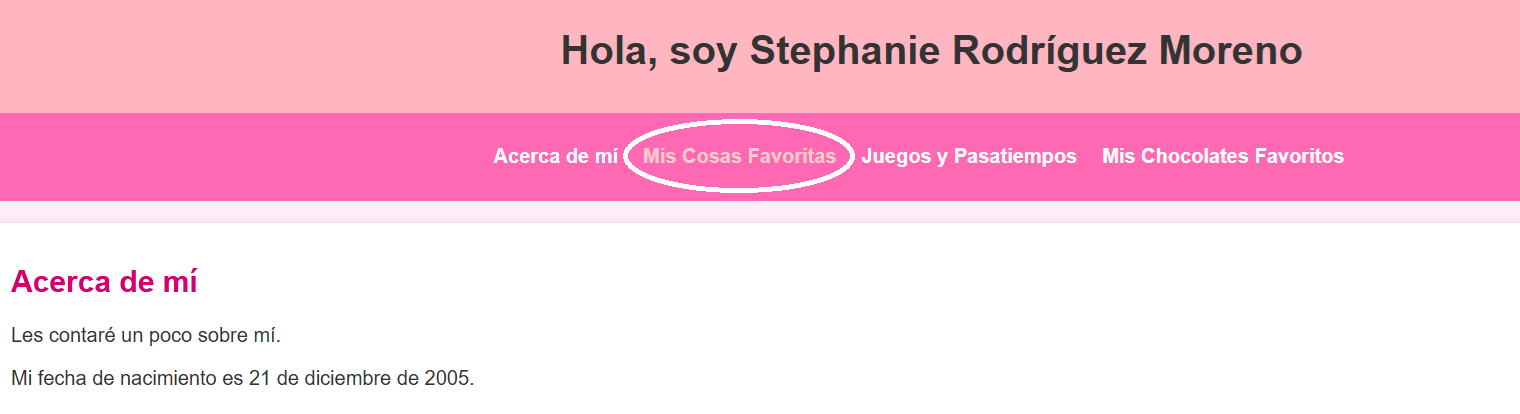 Hola, soy Stephanie Rodríguez Moreno
Acerca de mí Mis Cosas Favoritas Juegos y Pasatiempos Mis Chocolates Favoritos
Acerca de mí
Les contaré un poco sobre mí.
Mi fecha de nacimiento es 21 de diciembre de 2005.